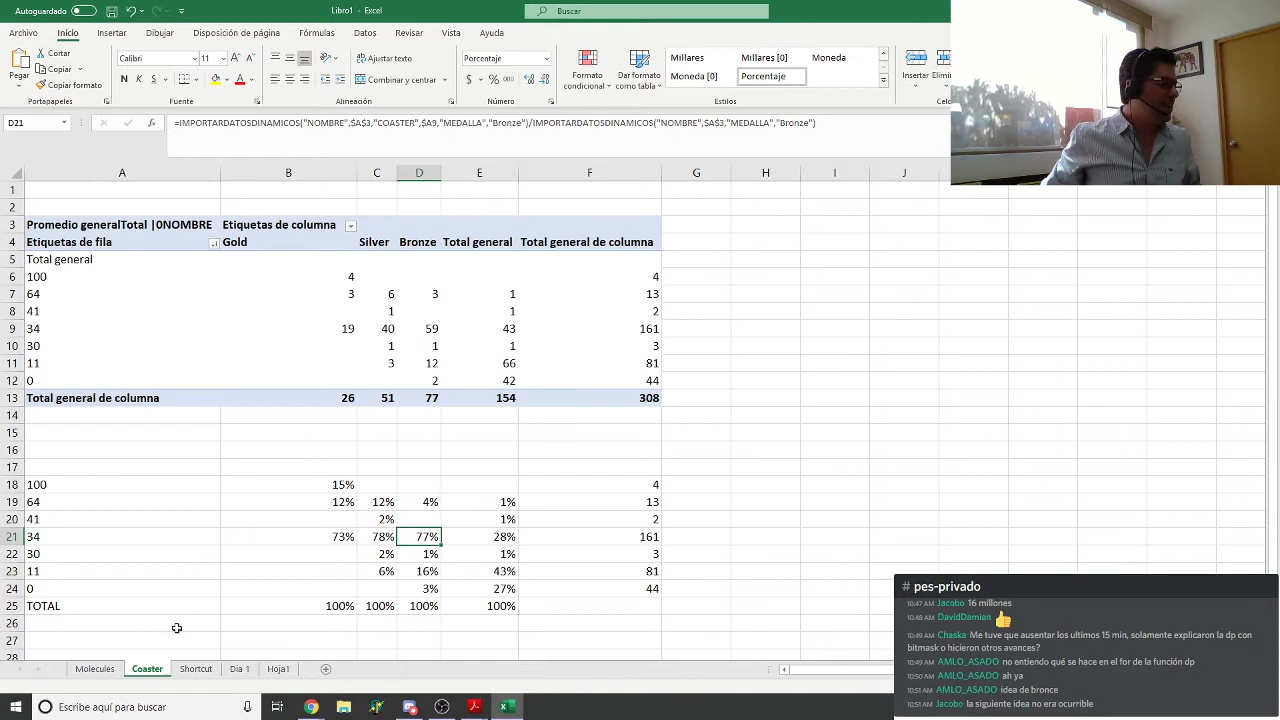 Autoguardado
Libro1 - Excel
Buscar
Archivo Inicio Insertar Dibujar Disposición de página Fórmulas Datos Revisar Vista Ayuda Power Pivot
Pegar
Cortar
Copiar
Copiar formato
Portapapeles
Calibri 11
N K S
Fuente
Ajustar texto
Combinar y centrar
Alineación
Porcentaje
$ % 000
Número
Formato condicional
Dar formato como tabla
Millares Millares [0] Moneda
Moneda [0] Porcentaje
Estilos
Insertar
Elimi
D21
=IMPORTARDATOSDINAMICOS("NOMBRE",$A$3,"COASTER",$A9,"MEDALLA","Bronze")/IMPORTARDATOSDINAMICOS("NOMBRE",$A$3,"MEDALLA","Bronze")
A B C D E F G H I J
1
2
3 Promedio generalTotal |0NOMBRE Etiquetas de columna
4 Etiquetas de fila Gold Silver Bronze Total general Total general de columna
5 Total general
6 100 4 4
7 64 3 6 3 1 13
8 41 1 1 2
9 34 19 40 59 43 161
10 30 1 1 1 3
11 11 3 12 66 81
12 0 2 42 44
13 Total general de columna 26 51 77 154 308
14
15
16
17
18 100 15% 4
19 64 12% 12% 4% 1% 13
20 41 2% 1% 2
21 34 73% 78% 77% 28% 161
22 30 2% 1% 1% 3
23 11 6% 16% 43% 81
24 0 3% 27% 44
25 TOTAL 100% 100% 100% 100%
26
27
28
Molecules Coaster Shortcut Dia 1 Hoja1
# pes-privado
10:47 AM Jacobo 16 millones
10:48 AM DavidDamian
10:49 AM Chaska Me tuve que ausentar los ultimos 15 min, solamente explicaron la dp con
bitmask o hicieron otros avances?
10:49 AM AMLO_ASADO no entiendo qué se hace en el for de la función dp
10:50 AM AMLO_ASADO ah ya
10:51 AM AMLO_ASADO idea de bronce
10:51 AM Jacobo la siguiente idea no era ocurrible
Escribe aquí para buscar